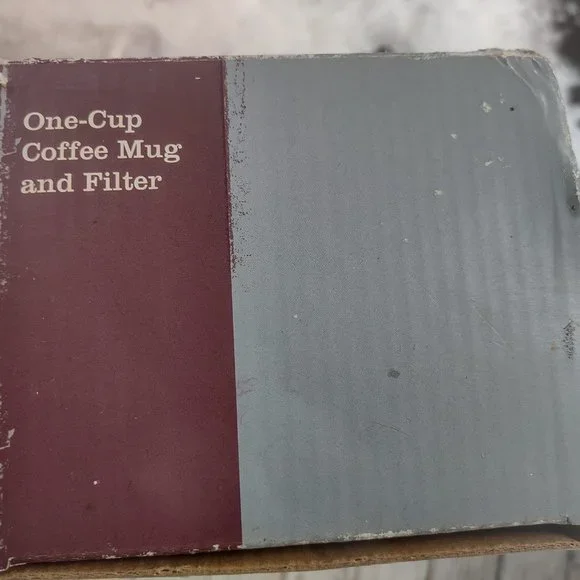 One-Cup
Coffee Mug
and Filter